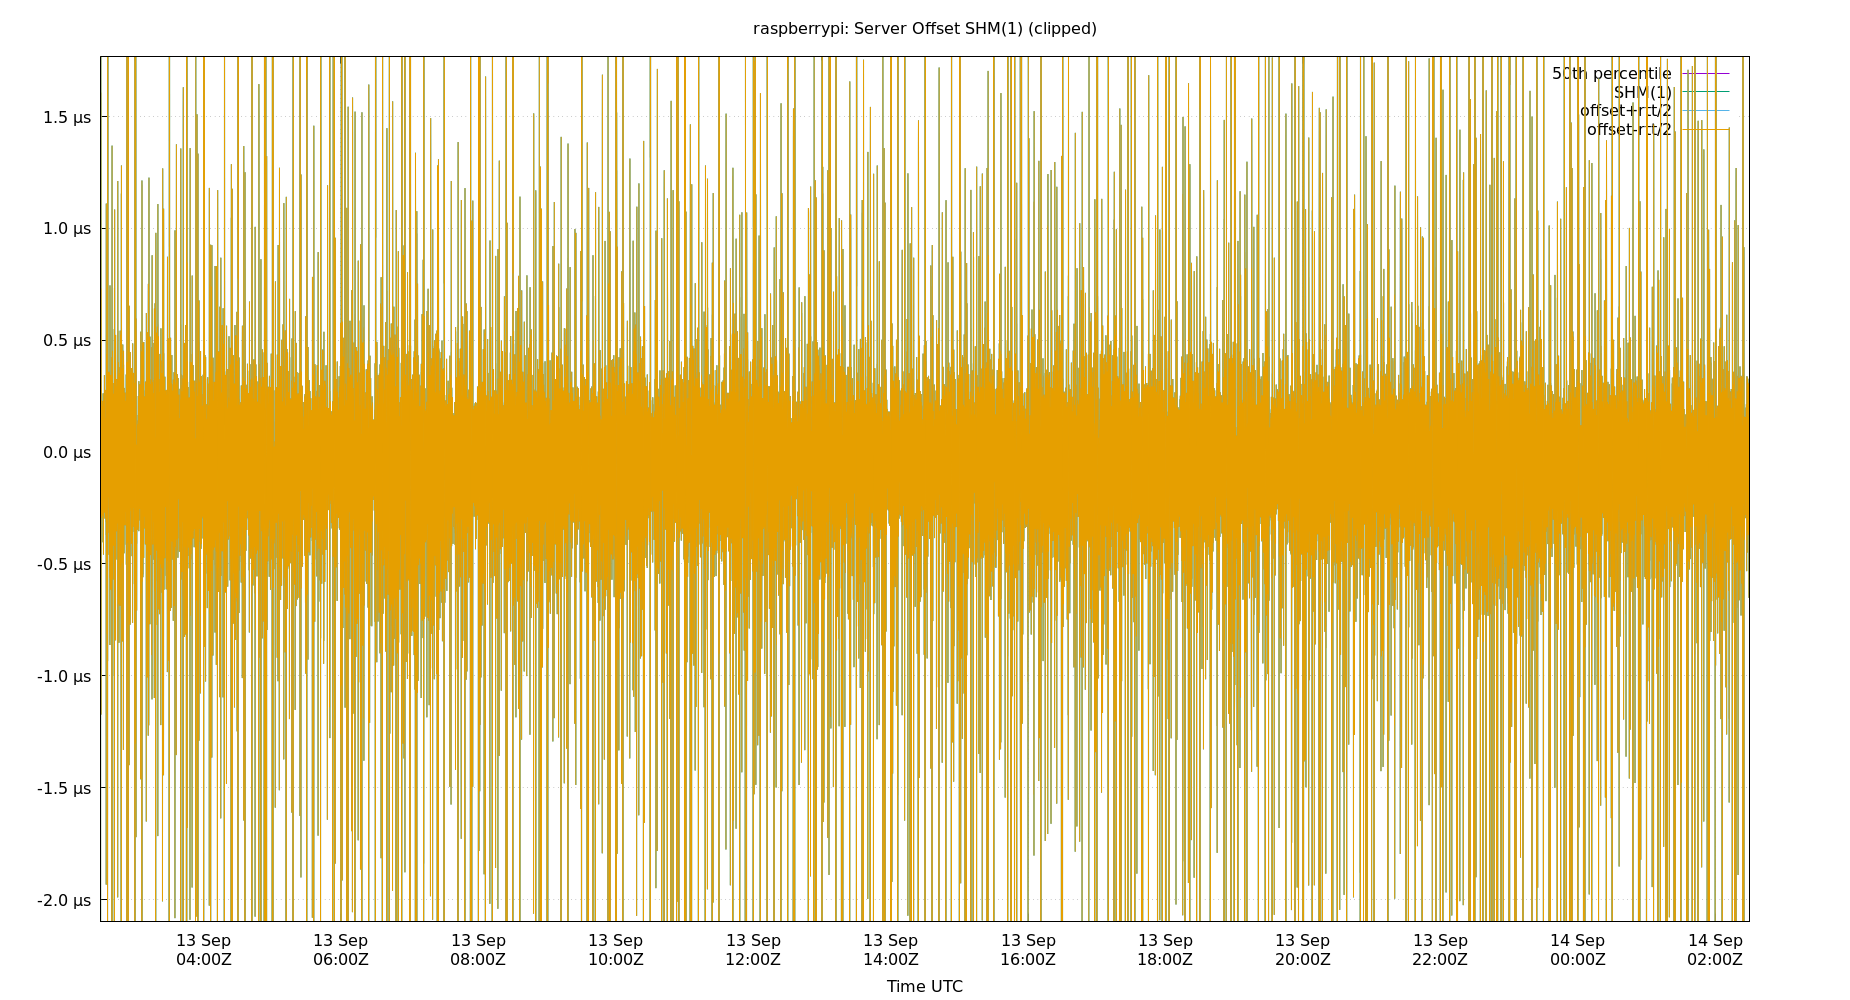 raspberrypi: Server Offset SHM(1) (clipped)
50th percentile
SHM(1)
offset+rtt/2
offset-rtt/2
1.5 µs
1.0 µs
0.5 µs
0.0 µs
-0.5 µs
-1.0 µs
-1.5 µs
-2.0 µs
13 Sep 13 Sep 13 Sep 13 Sep 13 Sep 13 Sep 13 Sep 13 Sep 13 Sep 13 Sep 14 Sep 14 Sep
04:00Z 06:00Z 08:00Z 10:00Z 12:00Z 14:00Z 16:00Z 18:00Z 20:00Z 22:00Z 00:00Z 02:00Z
Time UTC